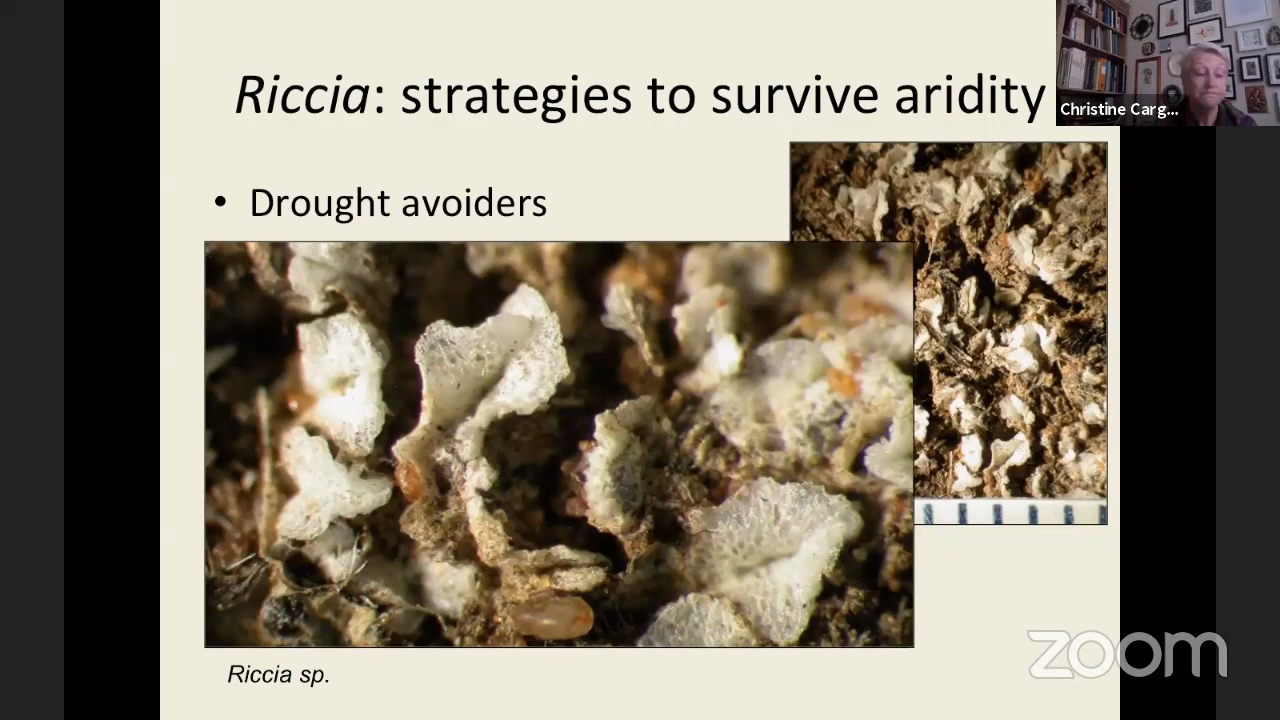 Riccia: strategies to survive aridity
Christine Carg...
• Drought avoiders
Riccia sp.
zoom